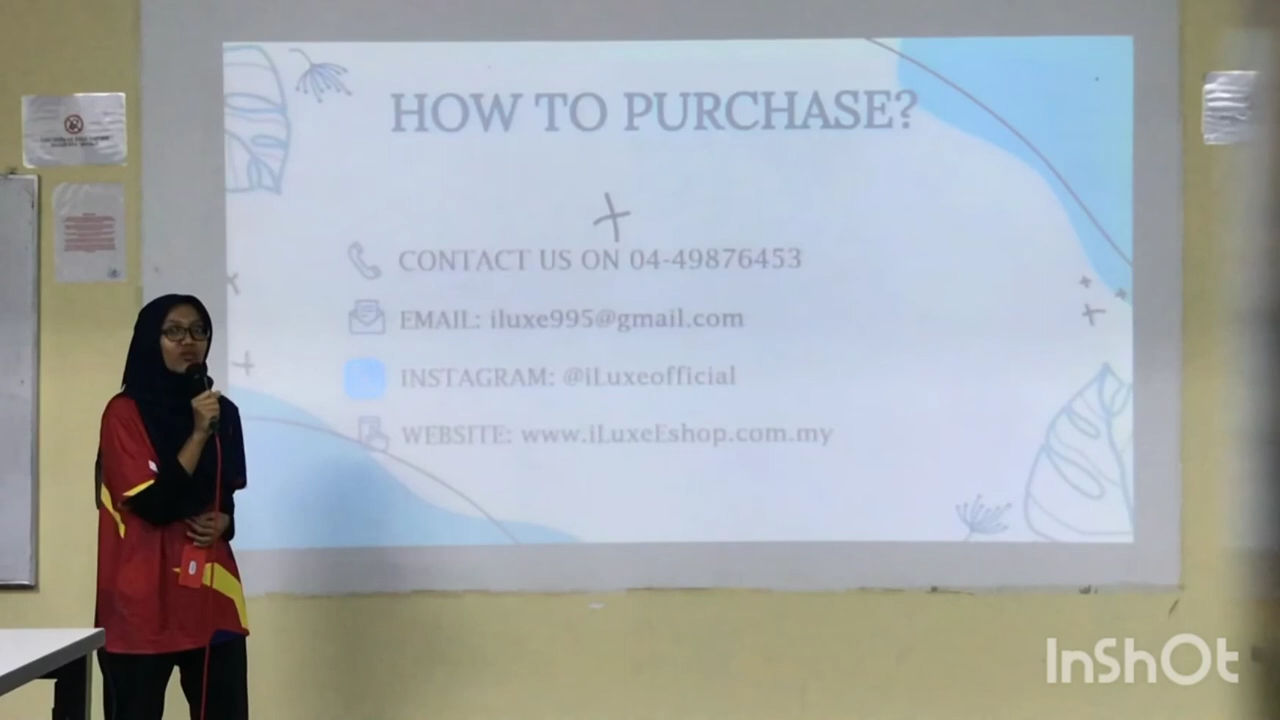 HOW TO PURCHASE?
CONTACT US ON 04-49876453
EMAIL: iluxe995@gmail.com
INSTAGRAM: @iLuxeofficial
WEBSITE: www.iLuxeEshop.com.my
InShOt